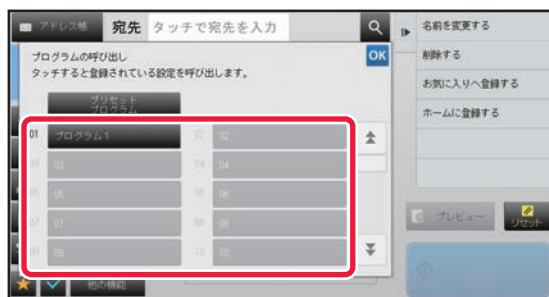 アドレス帳
宛先 タッチで宛先を入力
プログラムの呼び出し
タッチすると登録されている設定を呼び出します。
OK
プリセット
プログラム
01 プログラム1
02 02
03 03
04 04
05 05
06 06
07 07
08 08
09 09
10 10
他の機能
名前を変更する
削除する
お気に入りへ登録する
ホームに登録する
プレビュー
リセット